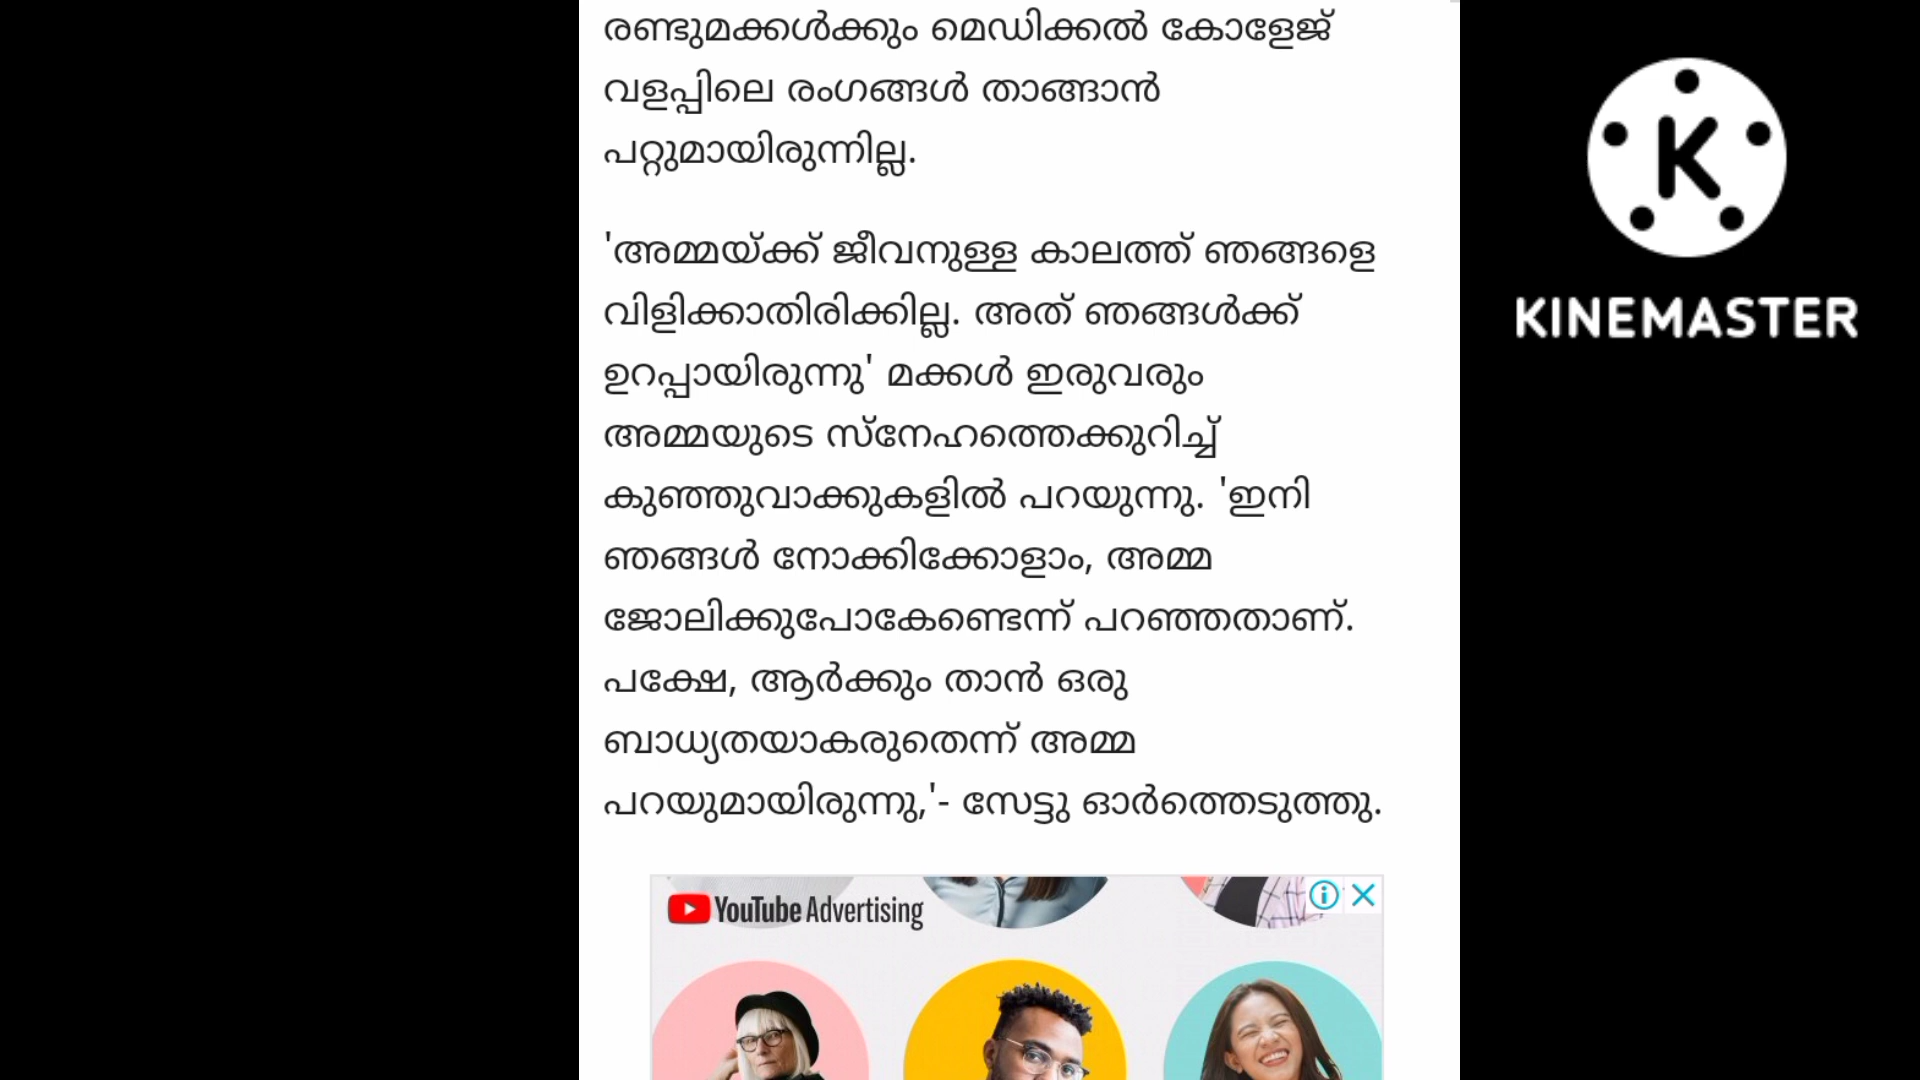 രണ്ടുമക്കൾക്കും മെഡിക്കൽ കോളേജ്
വളപ്പിലെ രംഗങ്ങൾ താങ്ങാൻ
പറ്റുമായിരുന്നില്ല.
'അമ്മയ്ക്ക് ജീവനുള്ള കാലത്ത് ഞങ്ങളെ
വിളിക്കാതിരിക്കില്ല. അത് ഞങ്ങൾക്ക്
ഉറപ്പായിരുന്നു' മക്കൾ ഇരുവരും
അമ്മയുടെ സ്നേഹത്തെക്കുറിച്ച്
കുഞ്ഞുവാക്കുകളിൽ പറയുന്നു. 'ഇനി
ഞങ്ങൾ നോക്കിക്കോളാം, അമ്മ
ജോലിക്കുപോകേണ്ടെന്ന് പറഞ്ഞതാണ്.
പക്ഷേ, ആർക്കും താൻ ഒരു
ബാധ്യതയാകരുതെന്ന് അമ്മ
പറയുമായിരുന്നു,'- സേട്ടു ഓർത്തെടുത്തു.
YouTube Advertising
K
KINEMASTER